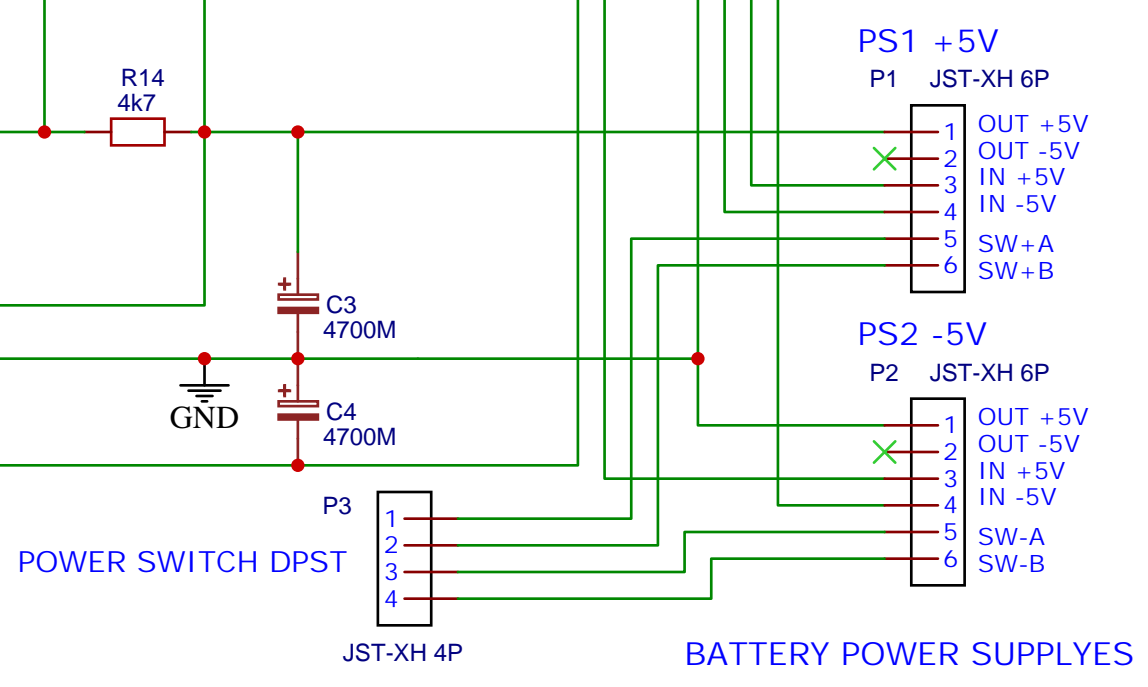 PS1 +5V
P1 JST-XH 6P
R14
4k7
1 OUT +5V
2 OUT -5V
3 IN +5V
4 IN -5V
5 SW+A
6 SW+B
+
C3
4700M
PS2 -5V
P2 JST-XH 6P
+
C4
4700M
GND
1 OUT +5V
2 OUT -5V
3 IN +5V
4 IN -5V
5 SW-A
6 SW-B
P3
1
2
3
4
POWER SWITCH DPST
JST-XH 4P
BATTERY POWER SUPPLYES